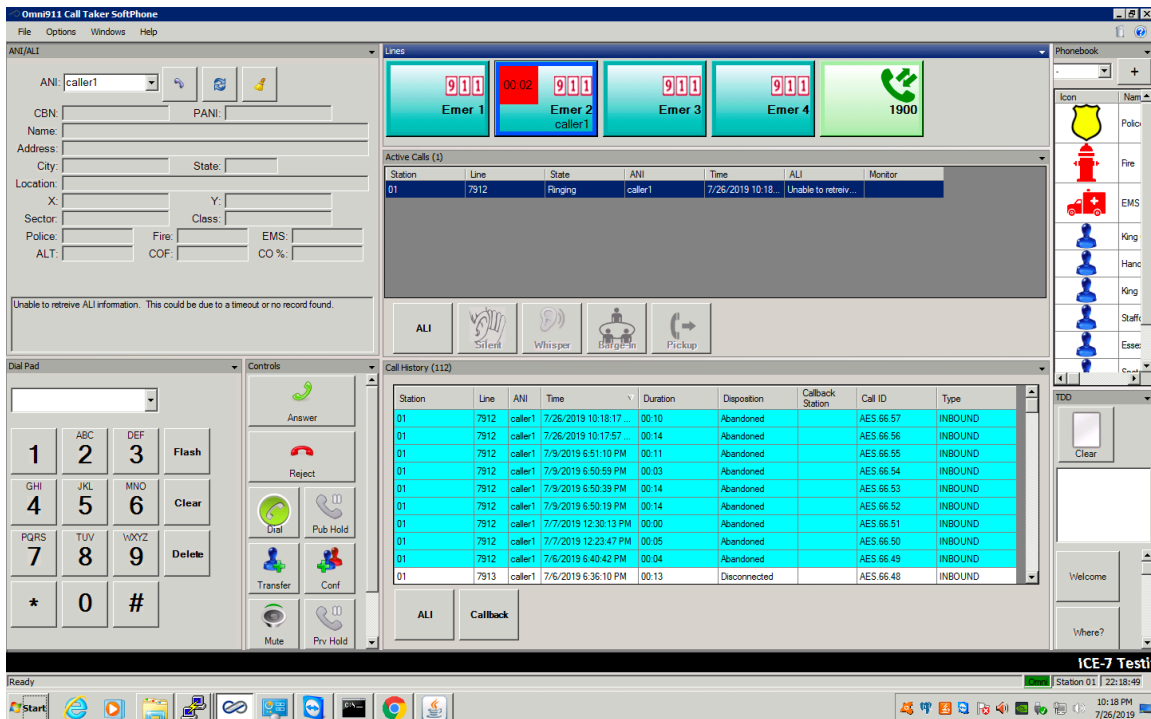 Omni911 Call Taker SoftPhone
File Options Windows Help
ANI/ALI
ANI: caller1
CBN: PANI:
Name:
Address:
City: State:
Location:
X: Y:
Sector: Class:
Police: Fire: EMS:
ALT: COF: CO %:
Unable to retreive ALI information. This could be due to a timeout or no record found.
Lines
911 Emer 1
00:02 911 Emer 2 caller1
911 Emer 3
911 Emer 4
1900
Active Calls (1)
Station Line State ANI Time ALI Monitor
01 7912 Ringing caller1 7/26/2019 10:18... Unable to retreiv...
ALI Silent Whisper Barge-In Pickup
Phonebook
- +
Icon Nam
Polic
Fire
EMS
King
Hanc
King
Staffo
Esse:
Dial Pad
1
ABC 2
DEF 3
Flash
GHI 4
JKL 5
MNO 6
Clear
PQRS 7
TUV 8
WXYZ 9
Delete
* 0 #
Controls
Answer
Reject
Dial Pub Hold
Transfer Conf
Mute Prv Hold
Call History (112)
Station Line ANI Time Duration Disposition Callback Station Call ID Type
01 7912 caller1 7/26/2019 10:18:17 ... 00:10 Abandoned AES.66.57 INBOUND
01 7912 caller1 7/26/2019 10:17:57 ... 00:14 Abandoned AES.66.56 INBOUND
01 7912 caller1 7/9/2019 6:51:10 PM 00:11 Abandoned AES.66.55 INBOUND
01 7912 caller1 7/9/2019 6:50:59 PM 00:03 Abandoned AES.66.54 INBOUND
01 7912 caller1 7/9/2019 6:50:39 PM 00:14 Abandoned AES.66.53 INBOUND
01 7912 caller1 7/9/2019 6:50:19 PM 00:14 Abandoned AES.66.52 INBOUND
01 7912 caller1 7/7/2019 12:30:13 PM 00:00 Abandoned AES.66.51 INBOUND
01 7912 caller1 7/7/2019 12:23:47 PM 00:05 Abandoned AES.66.50 INBOUND
01 7912 caller1 7/6/2019 6:40:42 PM 00:04 Abandoned AES.66.49 INBOUND
01 7913 caller1 7/6/2019 6:36:10 PM 00:13 Disconnected AES.66.48 INBOUND
ALI Callback
TDD
Clear
Welcome
Where?
ICE-7 Testi
Ready
Omni Station 01 22:18:49
Start
10:18 PM
7/26/2019